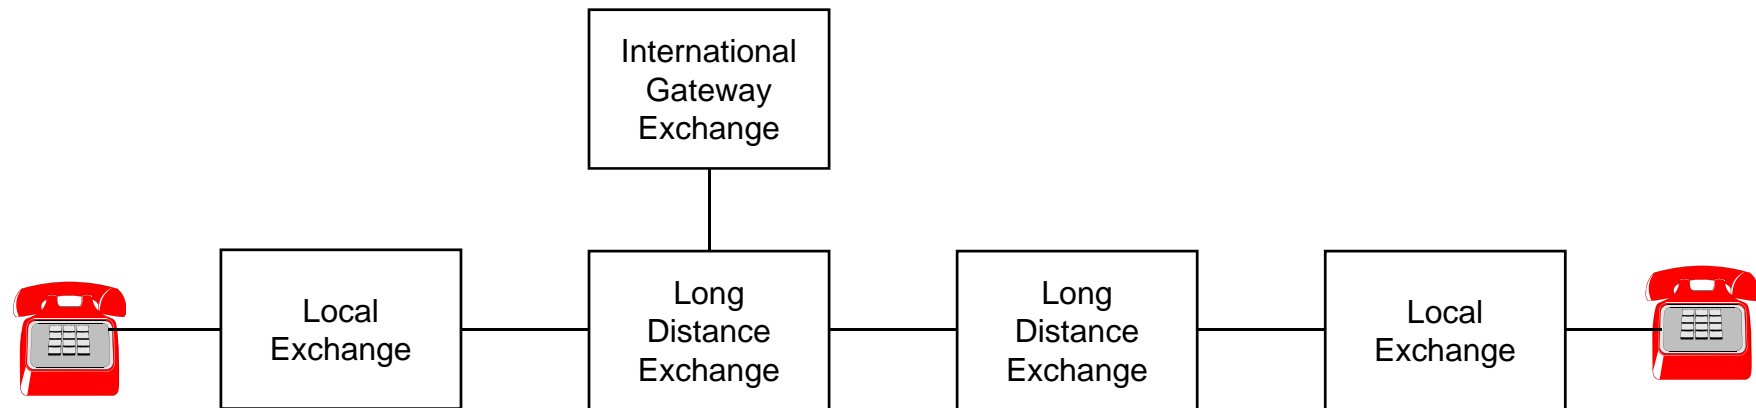 International
Gateway
Exchange
Local
Exchange
Long
Distance
Exchange
Long
Distance
Exchange
Local
Exchange